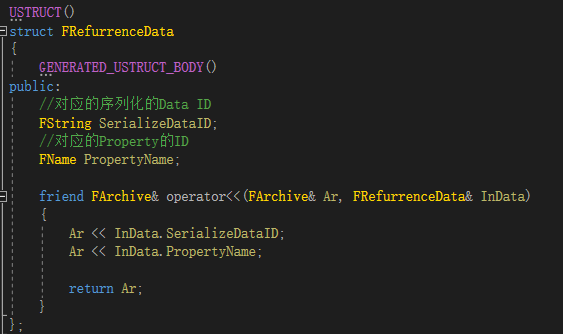 USTRUCT()
struct FRefurrenceData
{
    GENERATED_USTRUCT_BODY()
public:
    //对应的序列化的Data ID
    FString SerializeDataID;
    //对应的Property的ID
    FName PropertyName;

    friend FArchive& operator<<(FArchive& Ar, FRefurrenceData& InData)
    {
        Ar << InData.SerializeDataID;
        Ar << InData.PropertyName;

        return Ar;
    }
};